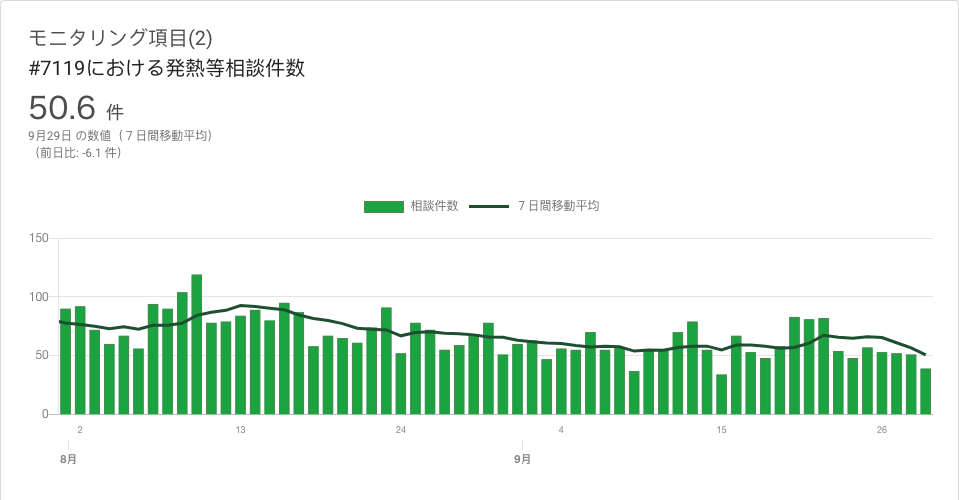 モニタリング項目(2)
#7119における発熱等相談件数
50.6 件
9月29日 の数値（７日間移動平均）
（前日比: -6.1 件）
相談件数 ７日間移動平均
150
100
50
0
2 13 24 4 15 26
8月 9月